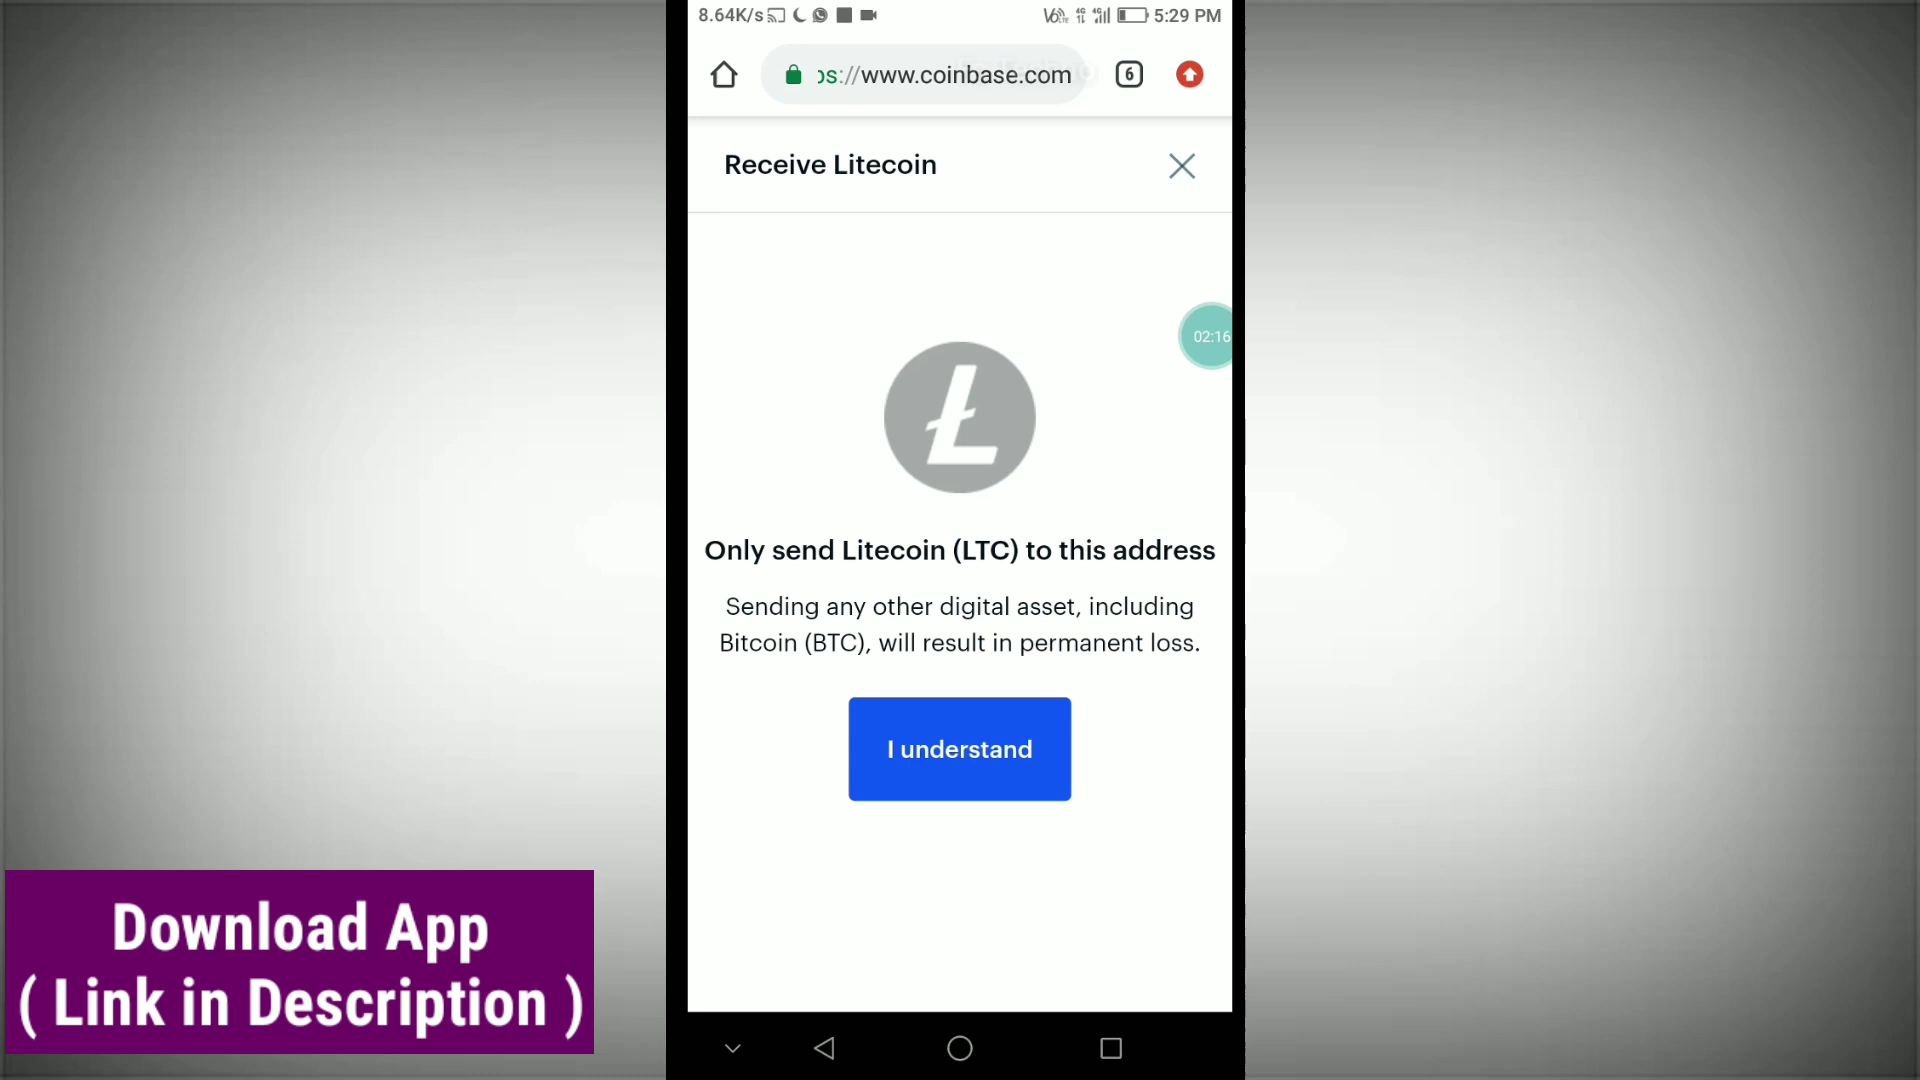 8.64K/s
5:29 PM
https://www.coinbase.com
6
Receive Litecoin
02:16
Only send Litecoin (LTC) to this address
Sending any other digital asset, including
Bitcoin (BTC), will result in permanent loss.
I understand
Download App
( Link in Description )